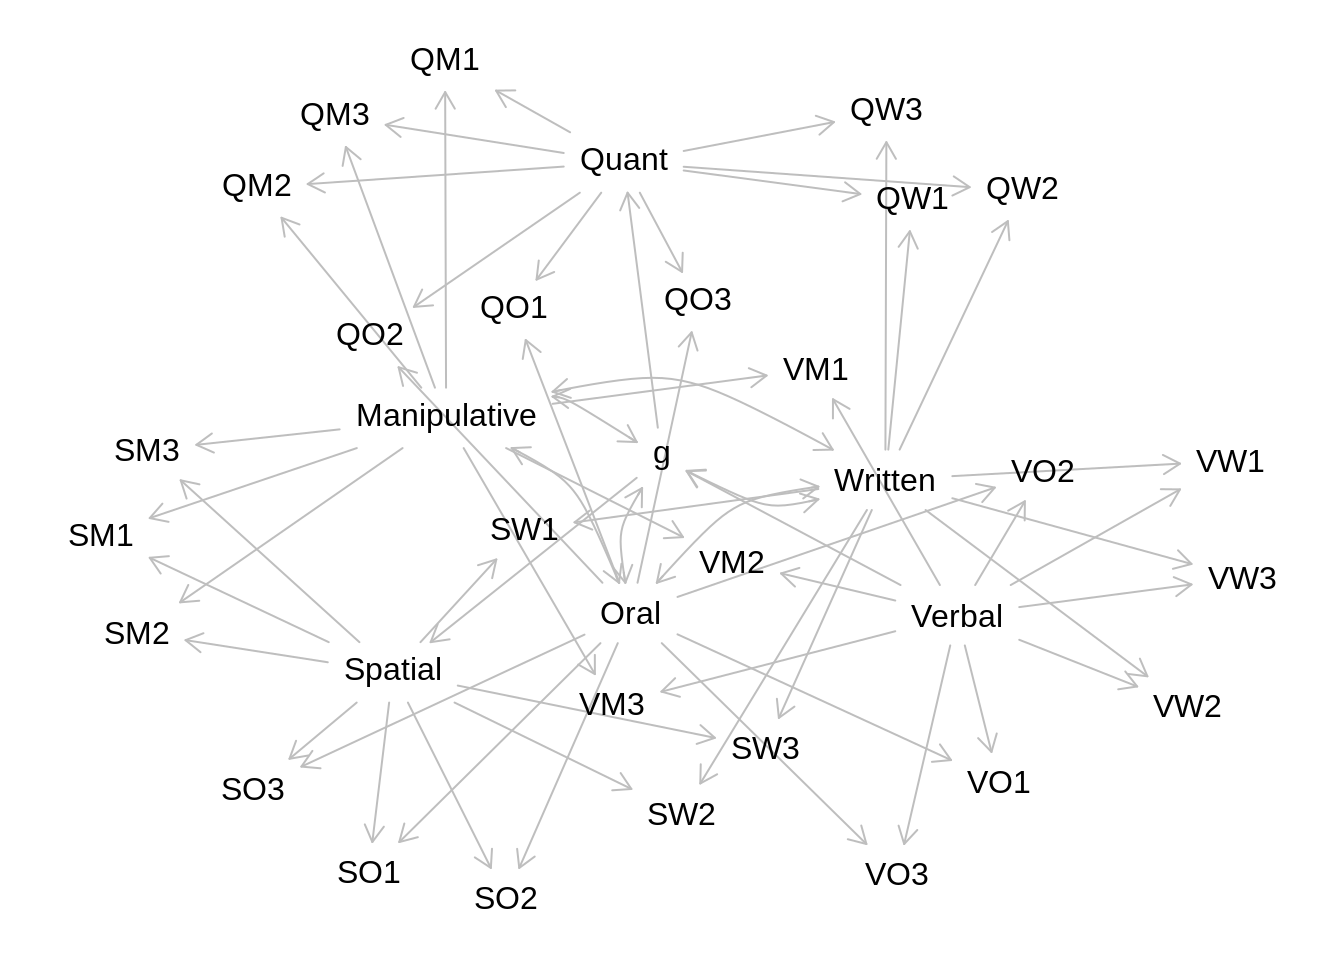 QM1
QM3
QW3
Quant
QM2
QW2
QW1
QO3
QO1
QO2
VM1
Manipulative
SM3
g
VW1
VO2
Written
SW1
SM1
VM2
VW3
Oral
Verbal
SM2
Spatial
VM3
VW2
SW3
VO1
SO3
SW2
SO1
VO3
SO2